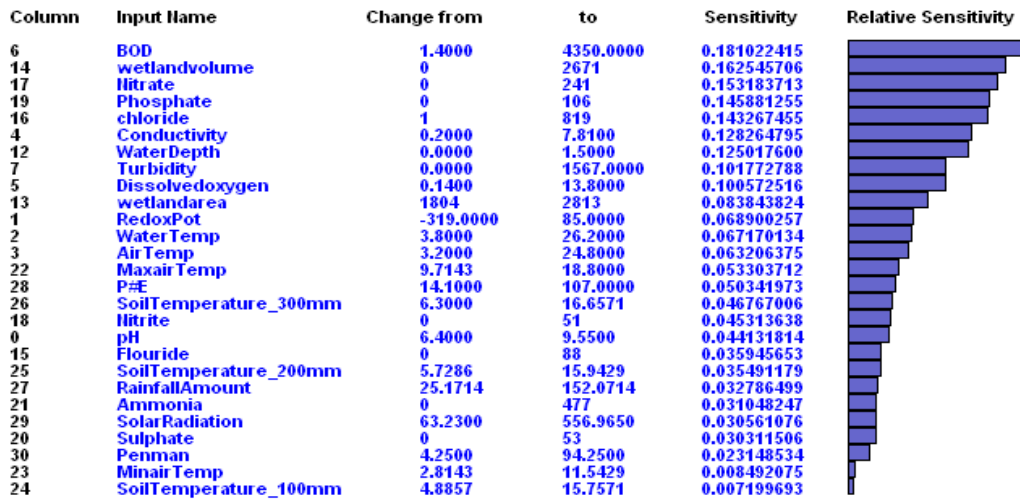 Column Input Name Change from to Sensitivity Relative Sensitivity
6 BOD 1.4000 4350.0000 0.181022415
14 wetlandvolume 0 2671 0.162545706
17 Nitrate 0 241 0.153183713
19 Phosphate 0 106 0.145881255
16 chloride 1 819 0.143267455
4 Conductivity 0.2000 7.8100 0.128264795
12 WaterDepth 0.0000 1.5000 0.125017600
7 Turbidity 0.0000 1567.0000 0.101772788
5 Dissolvedoxygen 0.1400 13.8000 0.100572516
13 wetlandarea 1804 2813 0.083843824
1 RedoxPot -319.0000 85.0000 0.068900257
2 WaterTemp 3.8000 26.2000 0.067170134
3 AirTemp 3.2000 24.8000 0.063206375
22 MaxairTemp 9.7143 18.8000 0.053303712
28 P#E 14.1000 107.0000 0.050341973
26 SoilTemperature_300mm 6.3000 16.6571 0.046767006
18 Nitrite 0 51 0.045313638
0 pH 6.4000 9.5500 0.044131814
15 Flouride 0 88 0.035945653
25 SoilTemperature_200mm 5.7286 15.9429 0.035491179
27 RainfallAmount 25.1714 152.0714 0.032786499
21 Ammonia 0 477 0.031048247
29 SolarRadiation 63.2300 556.9650 0.030561076
20 Sulphate 0 53 0.030311506
30 Penman 4.2500 94.2500 0.023148534
23 MinairTemp 2.8143 11.5429 0.008492075
24 SoilTemperature_100mm 4.8857 15.7571 0.007199693